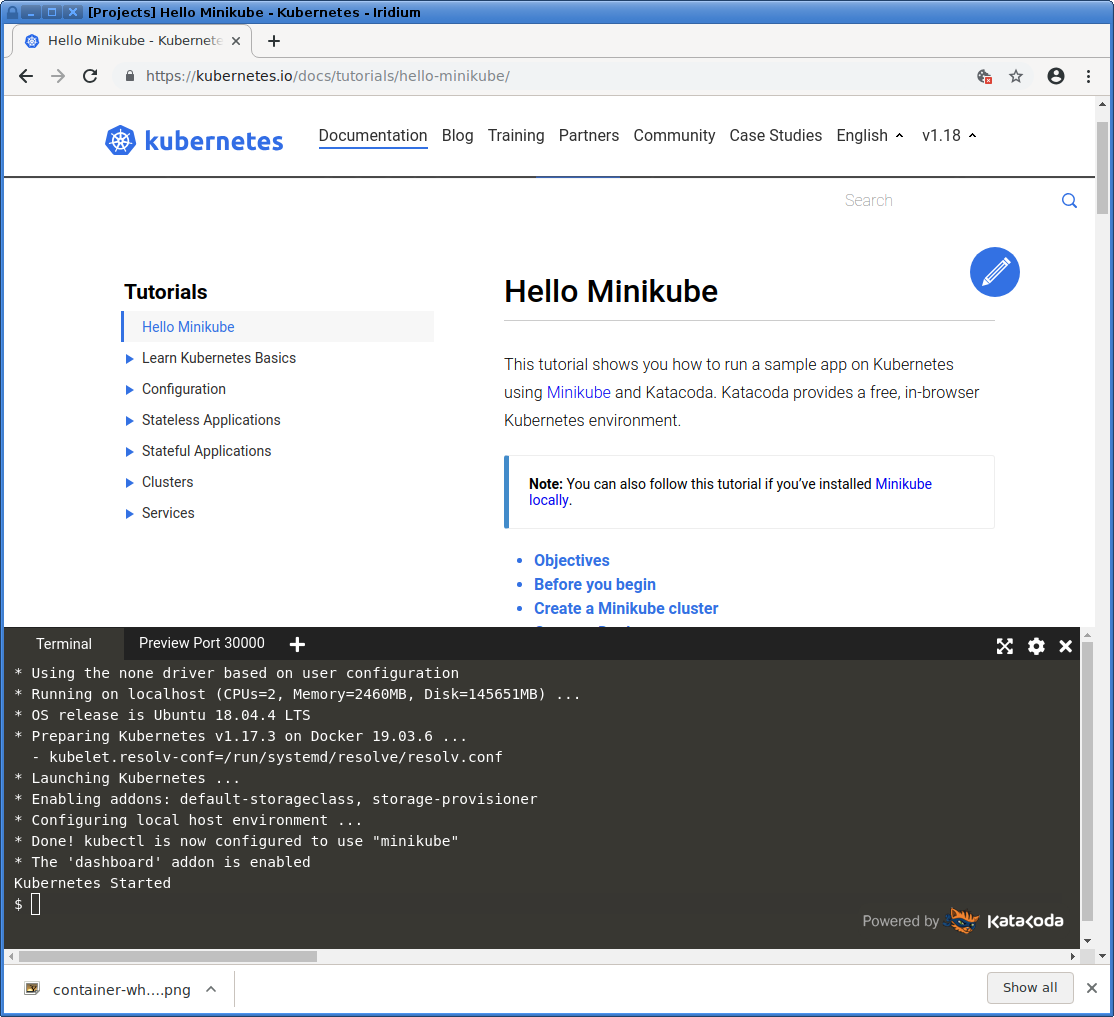 [Projects] Hello Minikube - Kubernetes - Iridium
Hello Minikube - Kubernete
https://kubernetes.io/docs/tutorials/hello-minikube/
kubernetes
Documentation Blog Training Partners Community Case Studies English v1.18
Search
Tutorials
Hello Minikube
Learn Kubernetes Basics
Configuration
Stateless Applications
Stateful Applications
Clusters
Services
Hello Minikube
This tutorial shows you how to run a sample app on Kubernetes
using Minikube and Katacoda. Katacoda provides a free, in-browser
Kubernetes environment.
Note: You can also follow this tutorial if you’ve installed Minikube
locally.
• Objectives
• Before you begin
• Create a Minikube cluster
Terminal Preview Port 30000
* Using the none driver based on user configuration
* Running on localhost (CPUs=2, Memory=2460MB, Disk=145651MB) ...
* OS release is Ubuntu 18.04.4 LTS
* Preparing Kubernetes v1.17.3 on Docker 19.03.6 ...
  - kubelet.resolv-conf=/run/systemd/resolve/resolv.conf
* Launching Kubernetes ...
* Enabling addons: default-storageclass, storage-provisioner
* Configuring local host environment ...
* Done! kubectl is now configured to use "minikube"
* The 'dashboard' addon is enabled
Kubernetes Started
$
Powered by Katacoda
container-wh....png
Show all